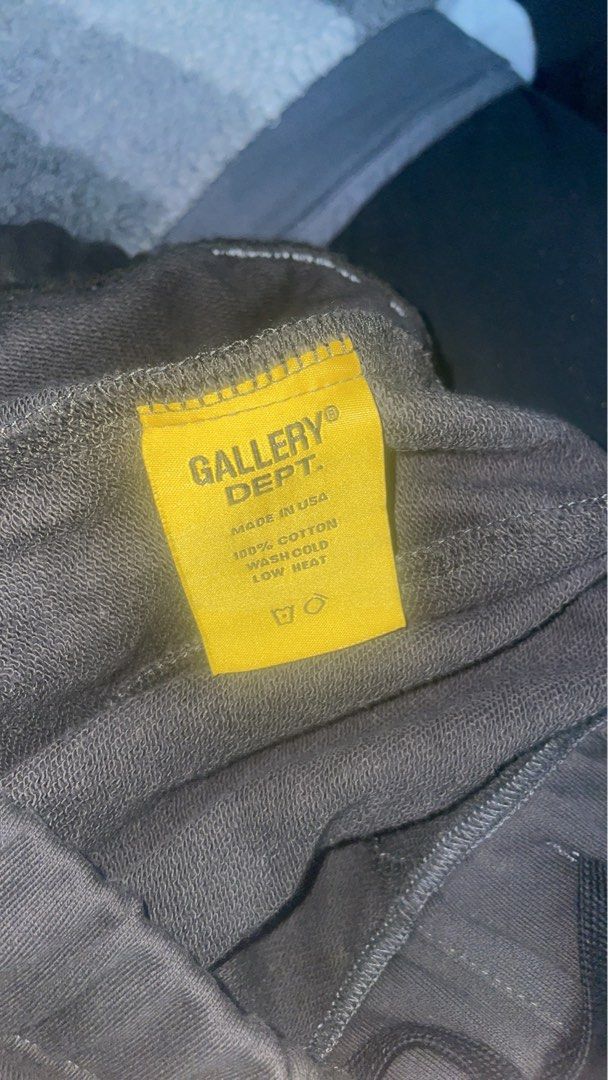 GALLERY®
DEPT.
MADE IN USA
100% COTTON
WASH COLD
LOW HEAT